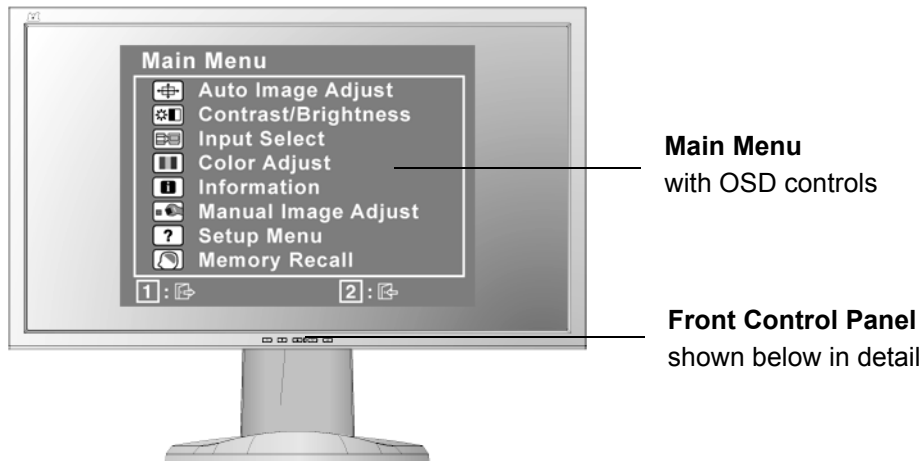 Main Menu
Auto Image Adjust
Contrast/Brightness
Input Select
Color Adjust
Information
Manual Image Adjust
? Setup Menu
Memory Recall
1 : 2 :
Main Menu
with OSD controls
Front Control Panel
shown below in detail